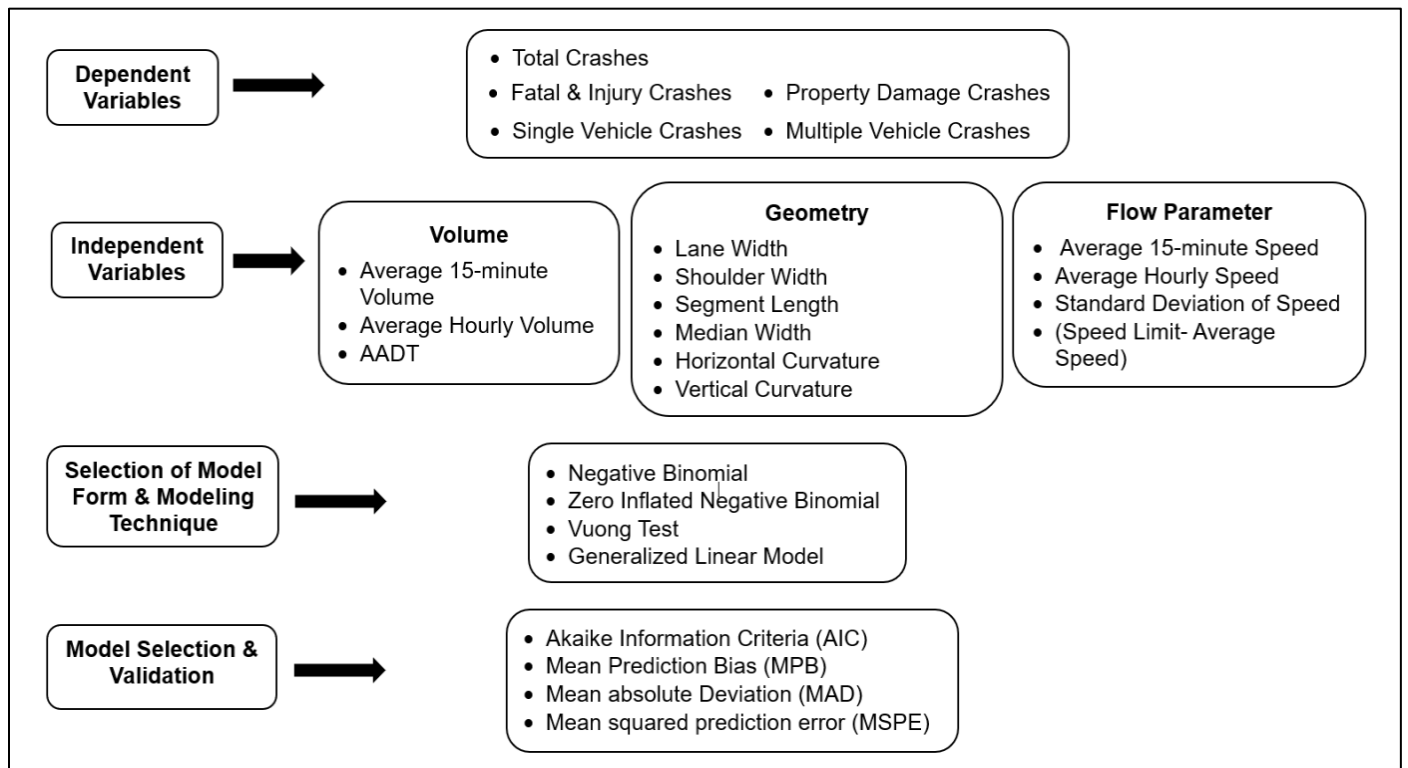 Dependent
Variables
• Total Crashes
• Fatal & Injury Crashes • Property Damage Crashes
• Single Vehicle Crashes • Multiple Vehicle Crashes
Independent
Variables
Volume
• Average 15-minute
Volume
• Average Hourly Volume
• AADT
Geometry
• Lane Width
• Shoulder Width
• Segment Length
• Median Width
• Horizontal Curvature
• Vertical Curvature
Flow Parameter
• Average 15-minute Speed
• Average Hourly Speed
• Standard Deviation of Speed
• (Speed Limit- Average
Speed)
Selection of Model
Form & Modeling
Technique
• Negative Binomial
• Zero Inflated Negative Binomial
• Vuong Test
• Generalized Linear Model
Model Selection &
Validation
• Akaike Information Criteria (AIC)
• Mean Prediction Bias (MPB)
• Mean absolute Deviation (MAD)
• Mean squared prediction error (MSPE)